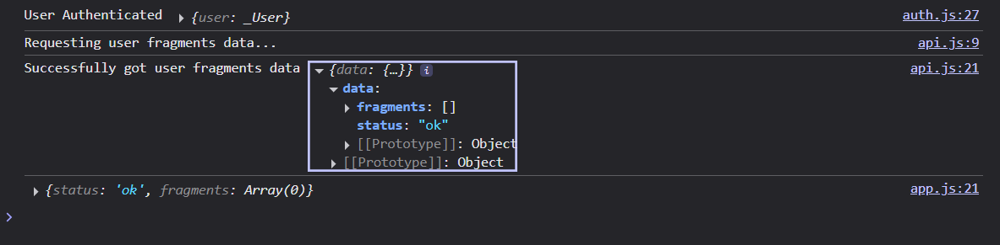 User Authenticated ▸ {user: _User} auth.js:27
Requesting user fragments data... api.js:9
Successfully got user fragments data ▾ {data: {…}} i api.js:21
▾ data:
▸ fragments: []
status: "ok"
▸ [[Prototype]]: Object
▸ [[Prototype]]: Object
▸ {status: 'ok', fragments: Array(0)} app.js:21
>